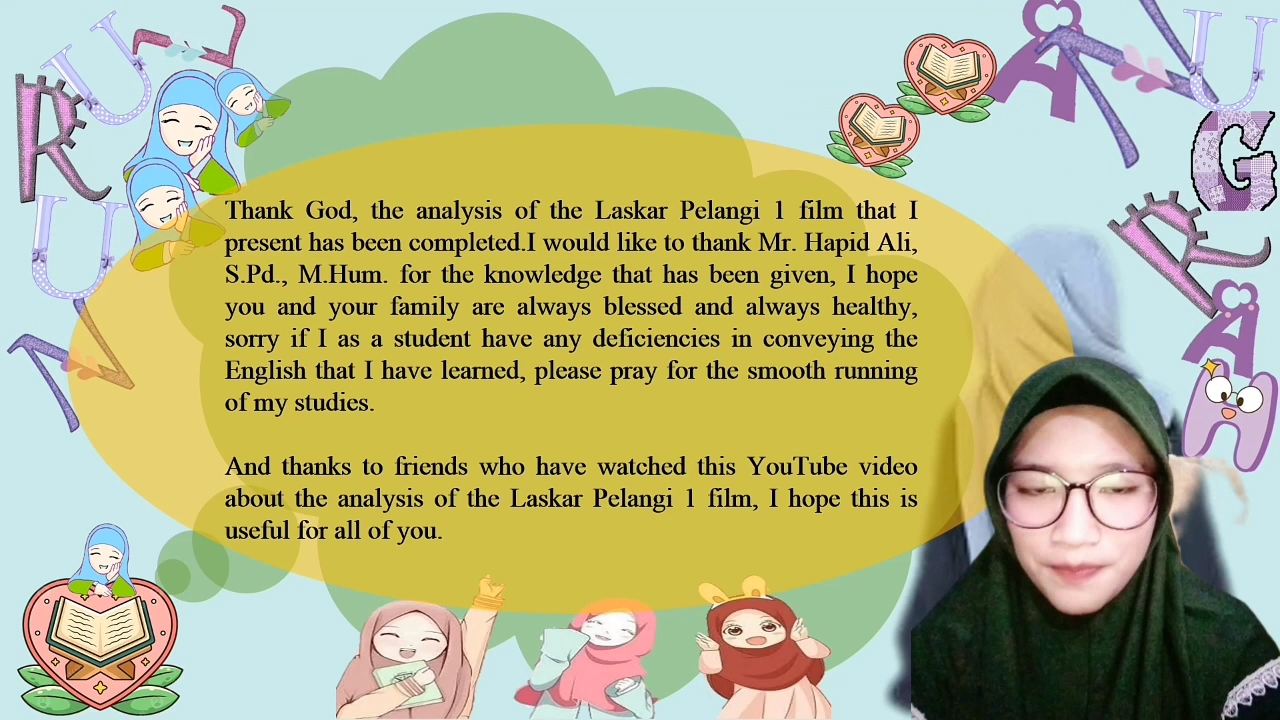 NURUL
ANUGRAH
Thank God, the analysis of the Laskar Pelangi 1 film that I
present has been completed.I would like to thank Mr. Hapid Ali,
S.Pd., M.Hum. for the knowledge that has been given, I hope
you and your family are always blessed and always healthy,
sorry if I as a student have any deficiencies in conveying the
English that I have learned, please pray for the smooth running
of my studies.
And thanks to friends who have watched this YouTube video
about the analysis of the Laskar Pelangi 1 film, I hope this is
useful for all of you.